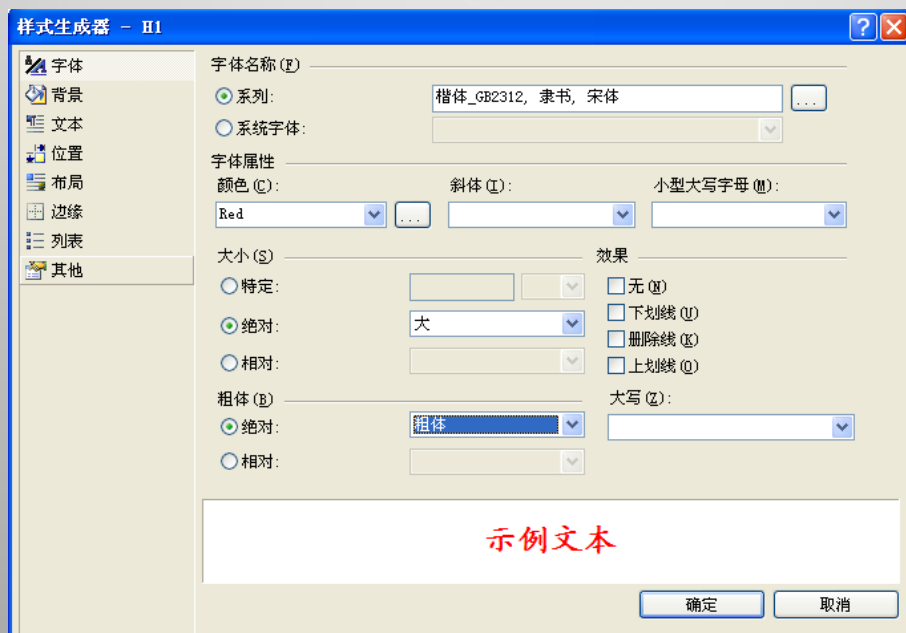 样式生成器 - H1
字体
背景
文本
位置
布局
边缘
列表
其他
字体名称(F)
系列:
楷体_GB2312, 隶书, 宋体
...
系统字体:
字体属性
颜色(C):
斜体(I):
小型大写字母(M):
Red
...
大小(S)
效果
特定:
无(N)
下划线(U)
绝对:
大
删除线(K)
相对:
上划线(O)
粗体(B)
大写(Z):
绝对:
粗体
相对:
示例文本
确定
取消